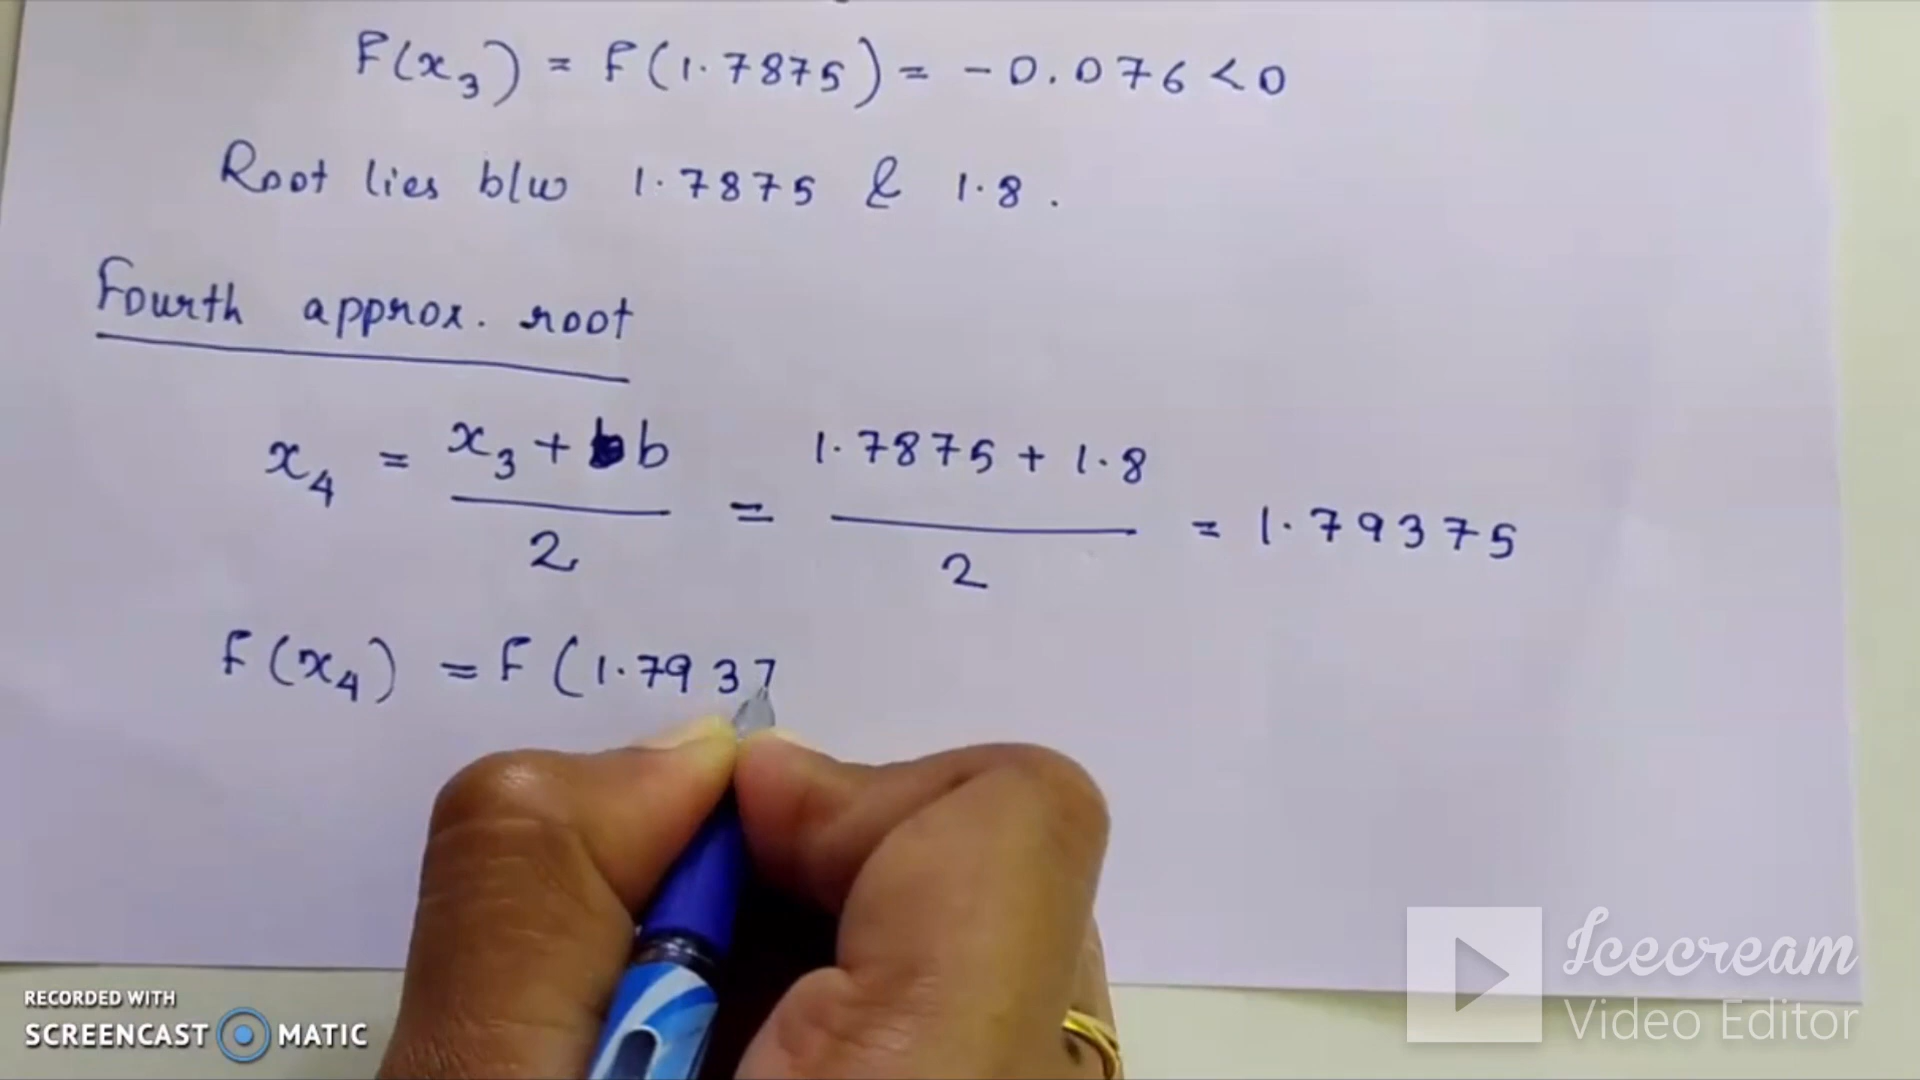 F(x₃) = F(1.7875) = -0.076 < 0
Root lies b/w 1.7875 & 1.8.
Fourth approx. root
x₄ = (x₃ + b)/2 = (1.7875 + 1.8)/2 = 1.79375
F(x₄) = F(1.7937
RECORDED WITH
SCREENCAST MATIC
Icecream
Video Editor